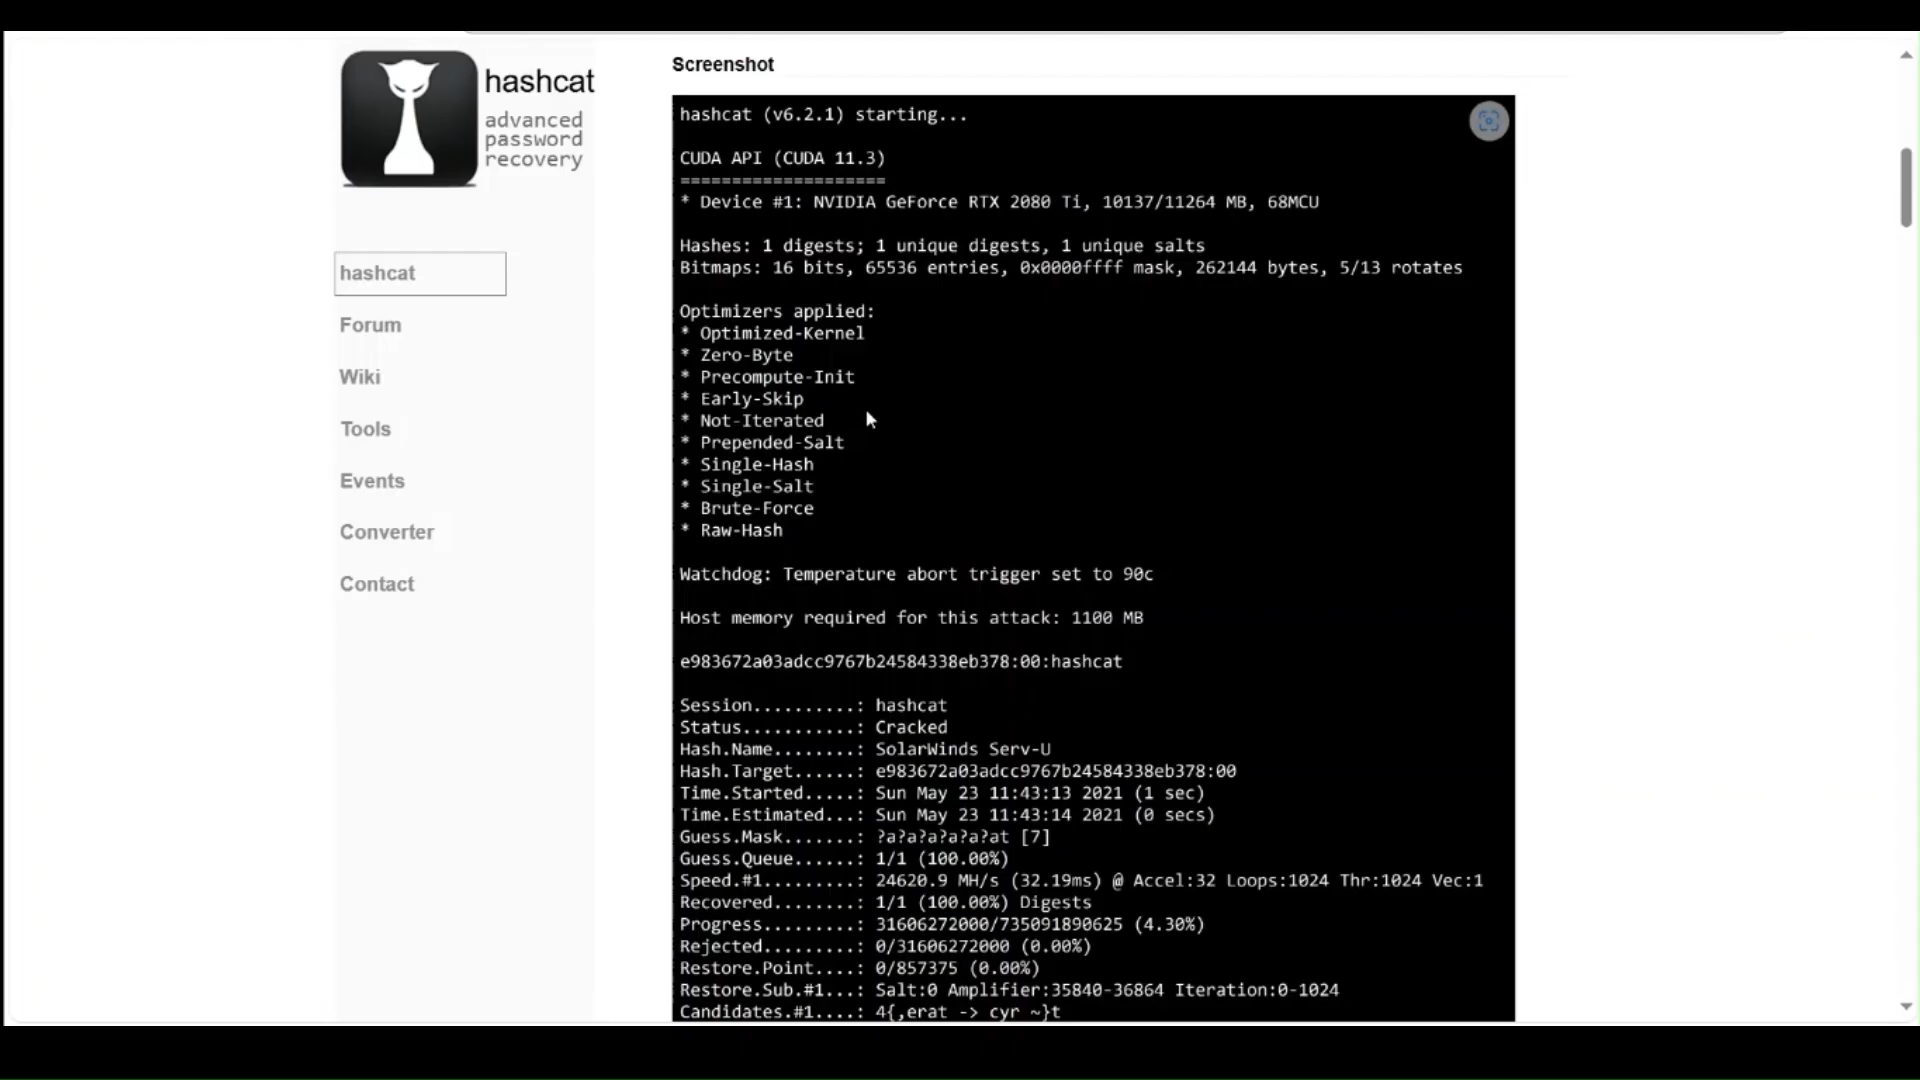 hashcat
advanced
password
recovery
hashcat
Forum
Wiki
Tools
Events
Converter
Contact
Screenshot
hashcat (v6.2.1) starting...
CUDA API (CUDA 11.3)
====================
* Device #1: NVIDIA GeForce RTX 2080 Ti, 10137/11264 MB, 68MCU
Hashes: 1 digests; 1 unique digests, 1 unique salts
Bitmaps: 16 bits, 65536 entries, 0x0000ffff mask, 262144 bytes, 5/13 rotates
Optimizers applied:
* Optimized-Kernel
* Zero-Byte
* Precompute-Init
* Early-Skip
* Not-Iterated
* Prepended-Salt
* Single-Hash
* Single-Salt
* Brute-Force
* Raw-Hash
Watchdog: Temperature abort trigger set to 90c
Host memory required for this attack: 1100 MB
e983672a03adcc9767b24584338eb378:00:hashcat
Session..........: hashcat
Status...........: Cracked
Hash.Name........: SolarWinds Serv-U
Hash.Target......: e983672a03adcc9767b24584338eb378:00
Time.Started.....: Sun May 23 11:43:13 2021 (1 sec)
Time.Estimated...: Sun May 23 11:43:14 2021 (0 secs)
Guess.Mask.......: ?a?a?a?a?a?at [7]
Guess.Queue......: 1/1 (100.00%)
Speed.#1.........: 24620.9 MH/s (32.19ms) @ Accel:32 Loops:1024 Thr:1024 Vec:1
Recovered........: 1/1 (100.00%) Digests
Progress.........: 31606272000/735091890625 (4.30%)
Rejected.........: 0/31606272000 (0.00%)
Restore.Point....: 0/857375 (0.00%)
Restore.Sub.#1...: Salt:0 Amplifier:35840-36864 Iteration:0-1024
Candidates.#1....: 4{,erat -> cyr ~}t